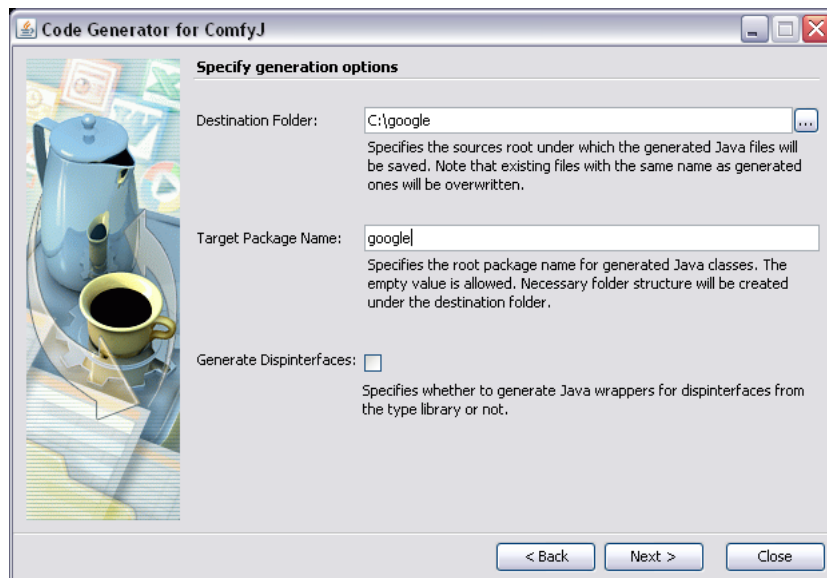 Code Generator for ComfyJ
Specify generation options
Destination Folder:
C:\google
...
Specifies the sources root under which the generated Java files will
be saved. Note that existing files with the same name as generated
ones will be overwritten.
Target Package Name:
google
Specifies the root package name for generated Java classes. The
empty value is allowed. Necessary folder structure will be created
under the destination folder.
Generate Dispinterfaces:
Specifies whether to generate Java wrappers for dispinterfaces from
the type library or not.
< Back
Next >
Close